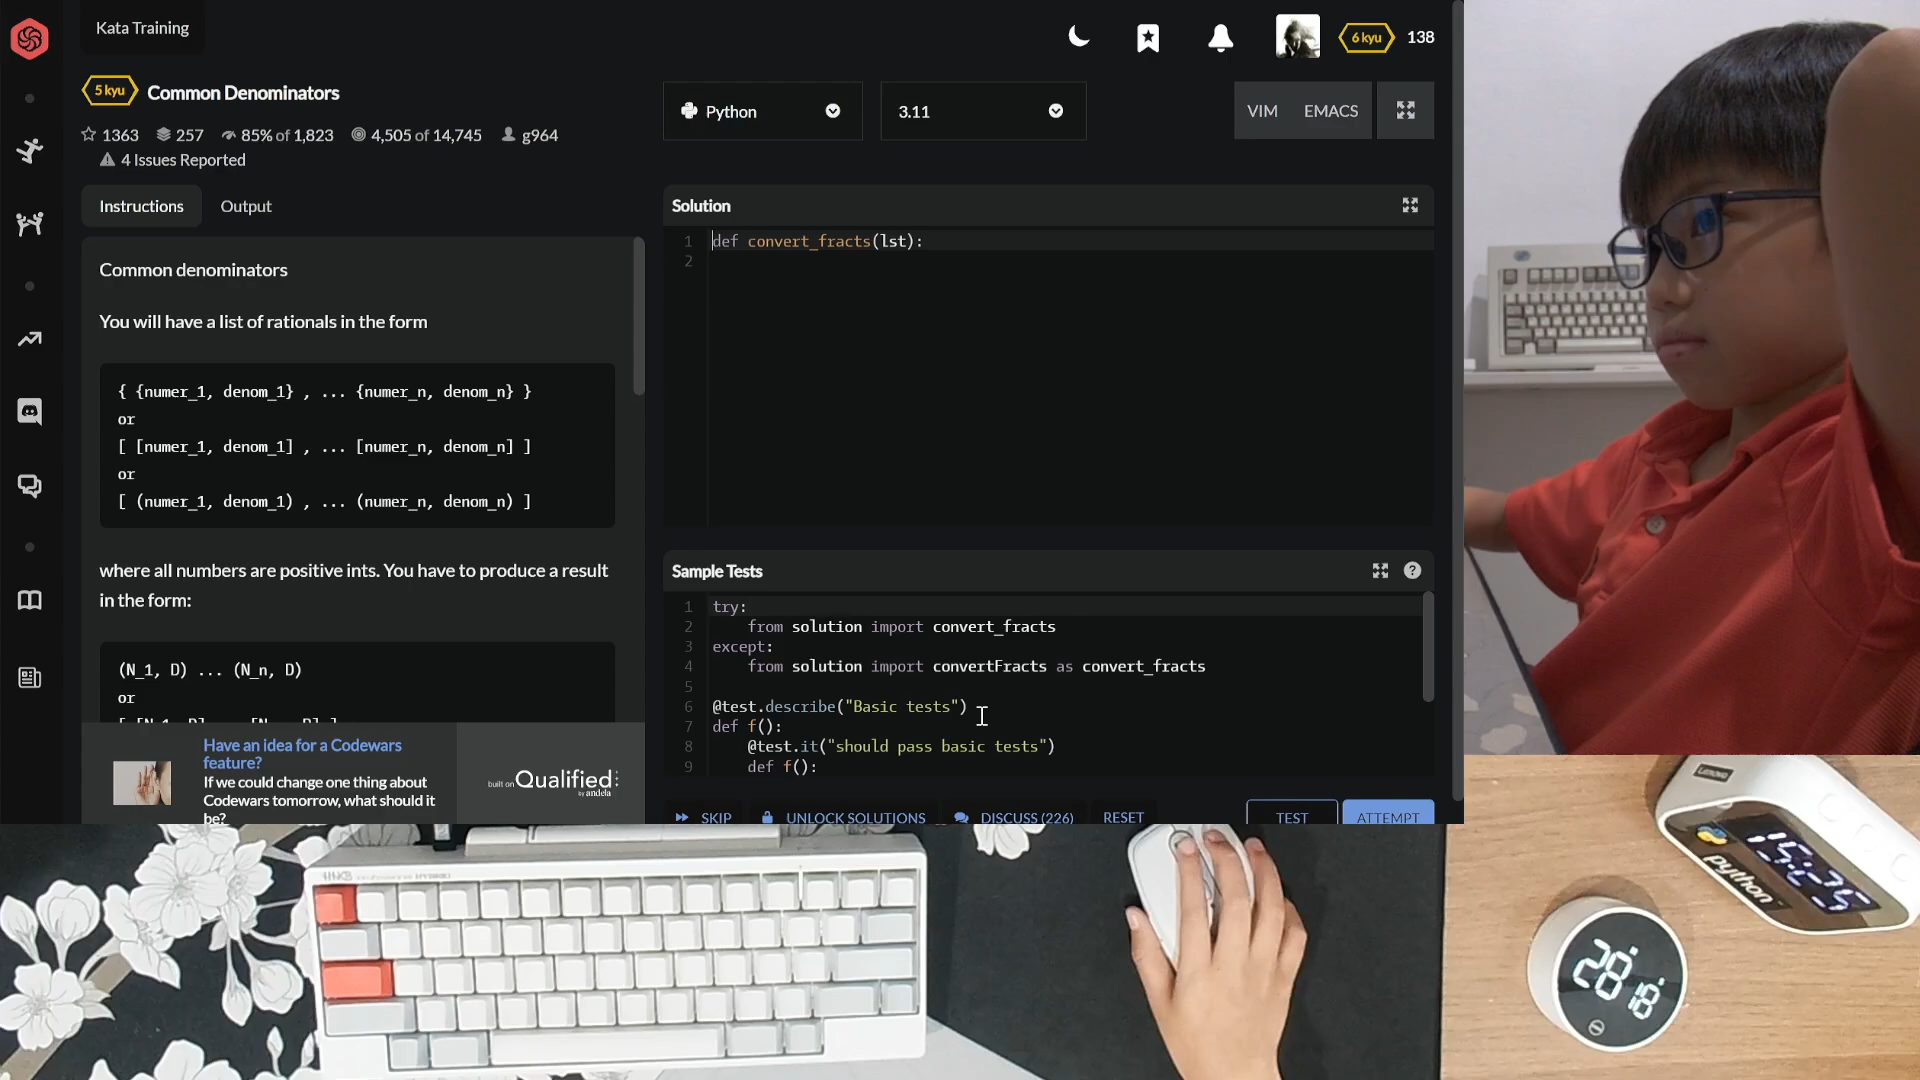 Kata Training
6 kyu
138
5 kyu
Common Denominators
1363
257
85% of 1,823
4,505 of 14,745
g964
4 Issues Reported
Python
3.11
VIM
EMACS
Instructions
Output
Common denominators
You will have a list of rationals in the form
{ {numer_1, denom_1} , ... {numer_n, denom_n} }
or
[ [numer_1, denom_1] , ... [numer_n, denom_n] ]
or
[ (numer_1, denom_1) , ... (numer_n, denom_n) ]
where all numbers are positive ints. You have to produce a result
in the form:
(N_1, D) ... (N_n, D)
or
Have an idea for a Codewars
feature?
If we could change one thing about
Codewars tomorrow, what should it
be?
built on Qualified
by andela
Solution
1 def convert_fracts(lst):
2
Sample Tests
?
1 try:
2 from solution import convert_fracts
3 except:
4 from solution import convertFracts as convert_fracts
5
6 @test.describe("Basic tests")
7 def f():
8 @test.it("should pass basic tests")
9 def f():
SKIP
UNLOCK SOLUTIONS
DISCUSS (226)
RESET
TEST
ATTEMPT
HHKB
HYBRID
Lenovo
15:25
python
28
18